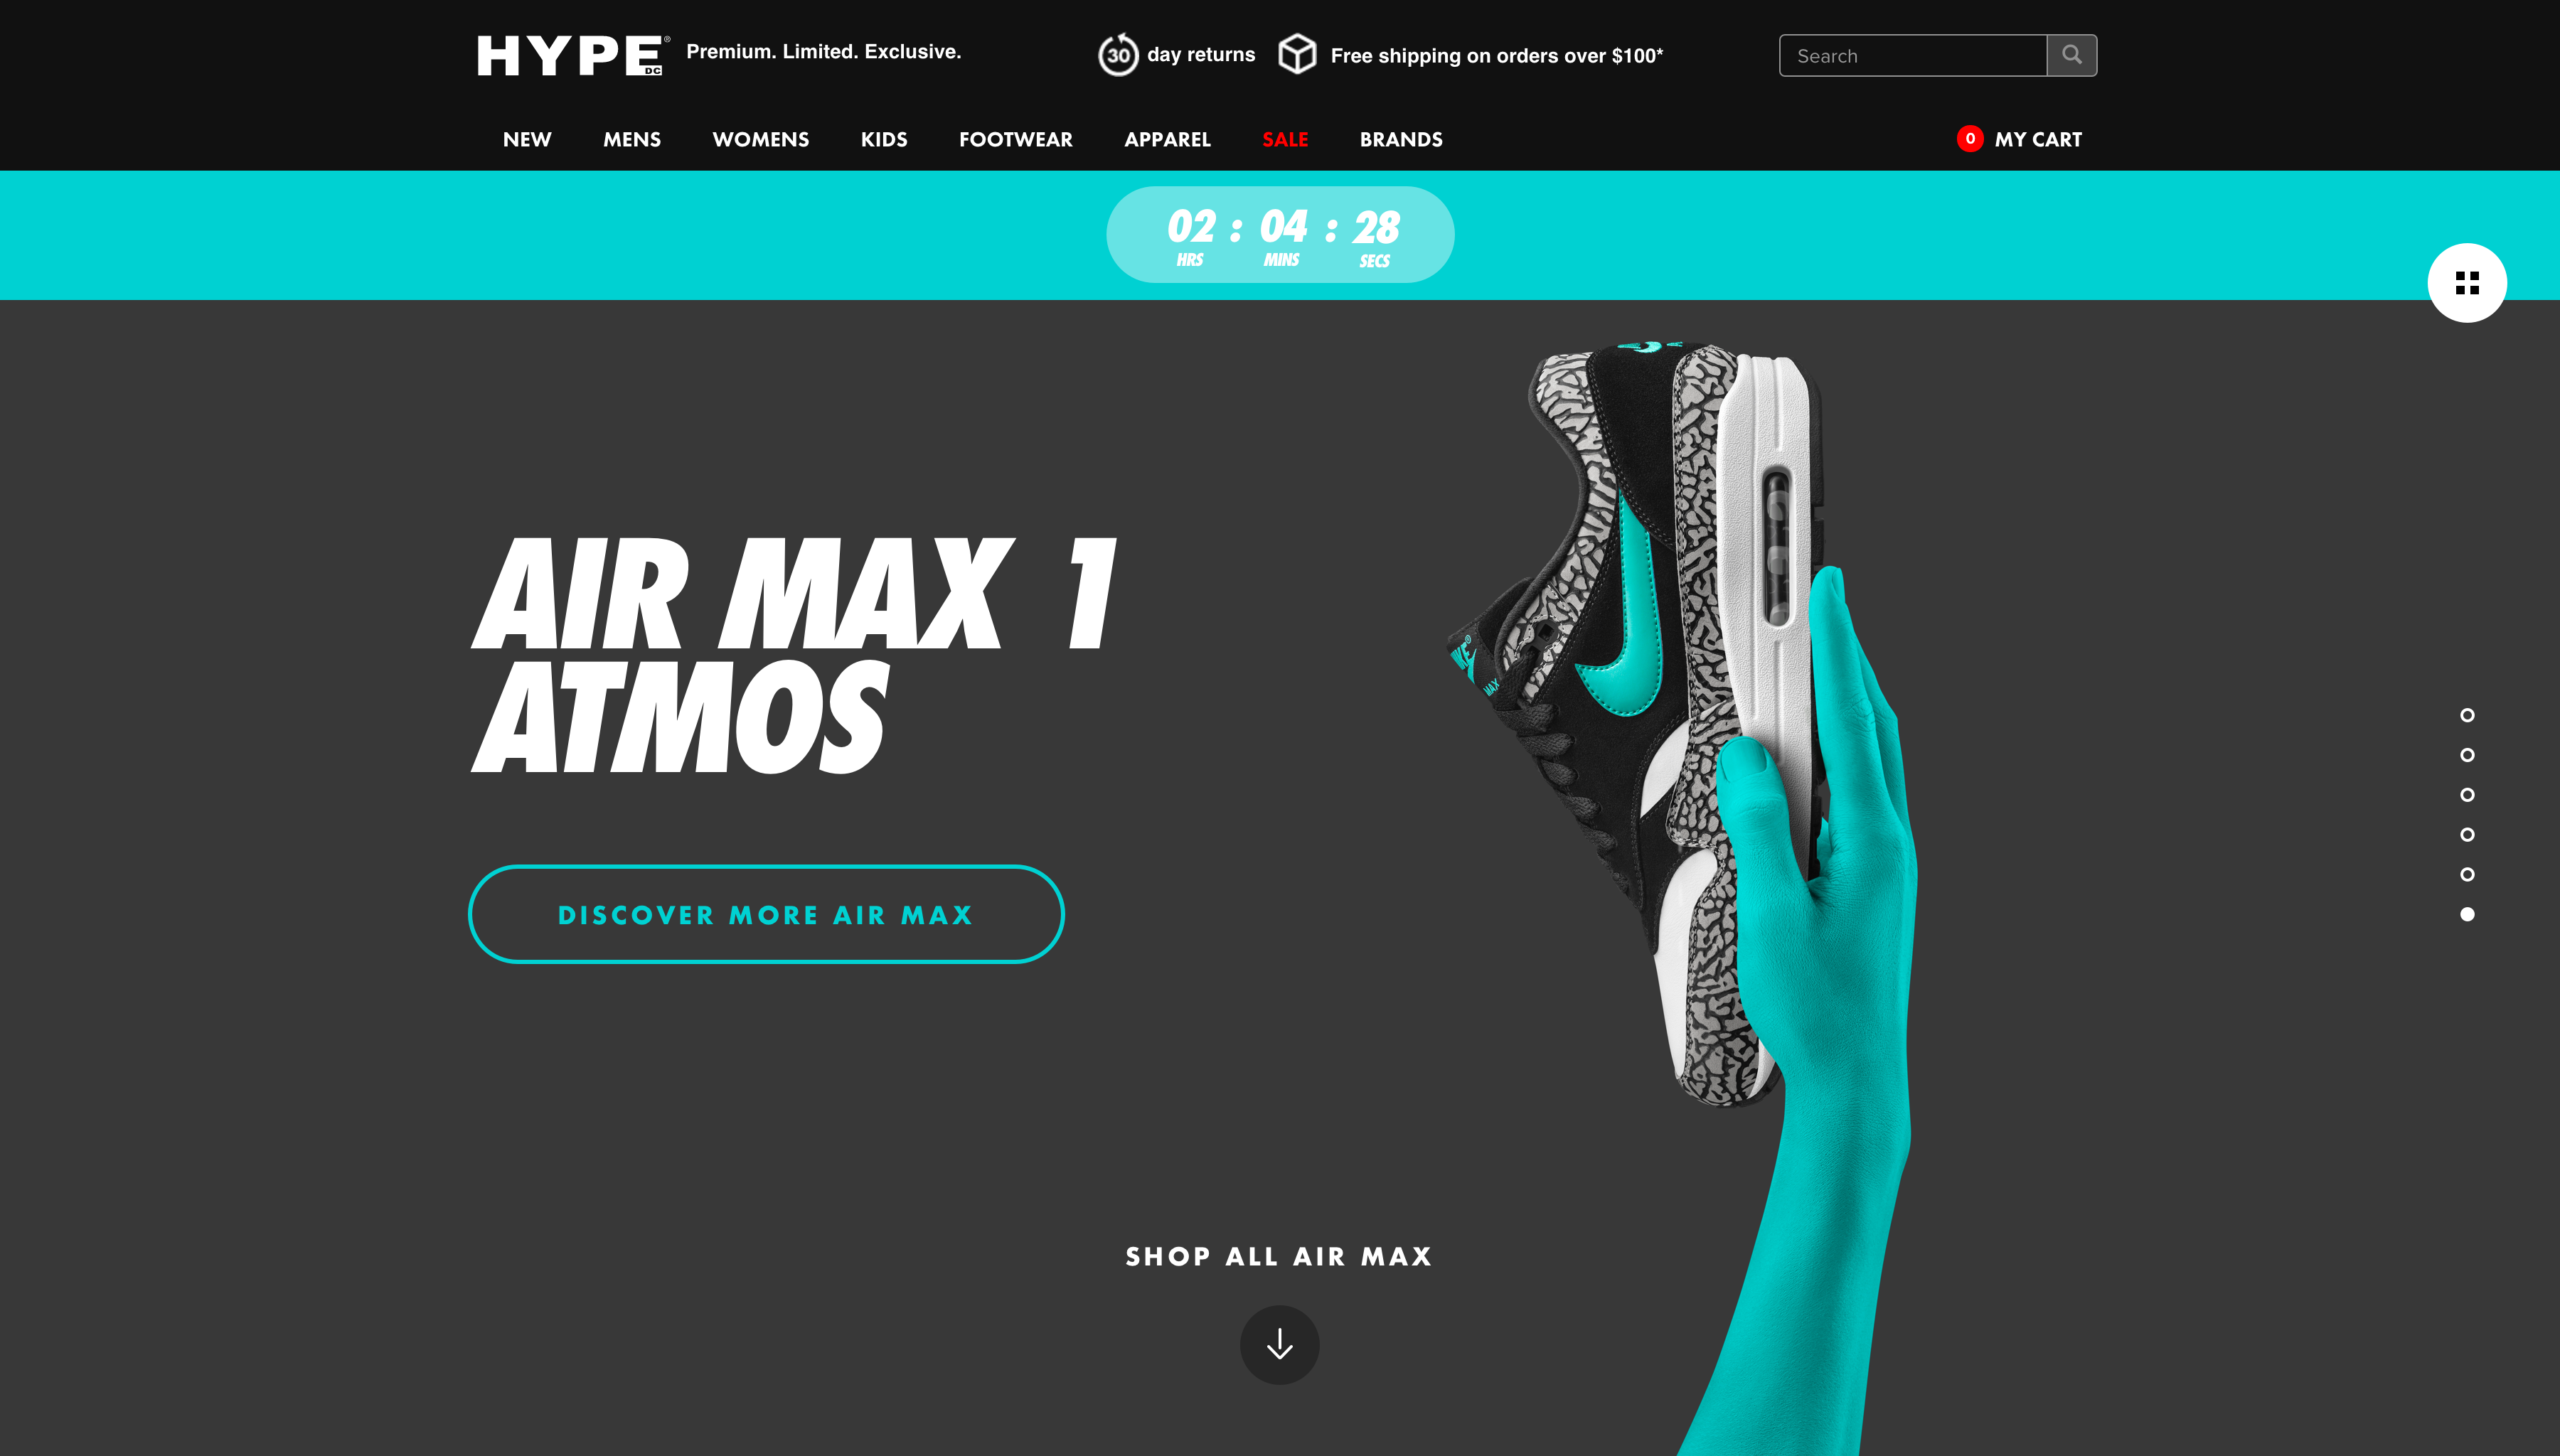 HYPE DC®
Premium. Limited. Exclusive.
30 day returns
Free shipping on orders over $100*
Search
NEW MENS WOMENS KIDS FOOTWEAR APPAREL SALE BRANDS
0 MY CART
02 : 04 : 28
HRS MINS SECS
AIR MAX 1
ATMOS
MAX
DISCOVER MORE AIR MAX
SHOP ALL AIR MAX